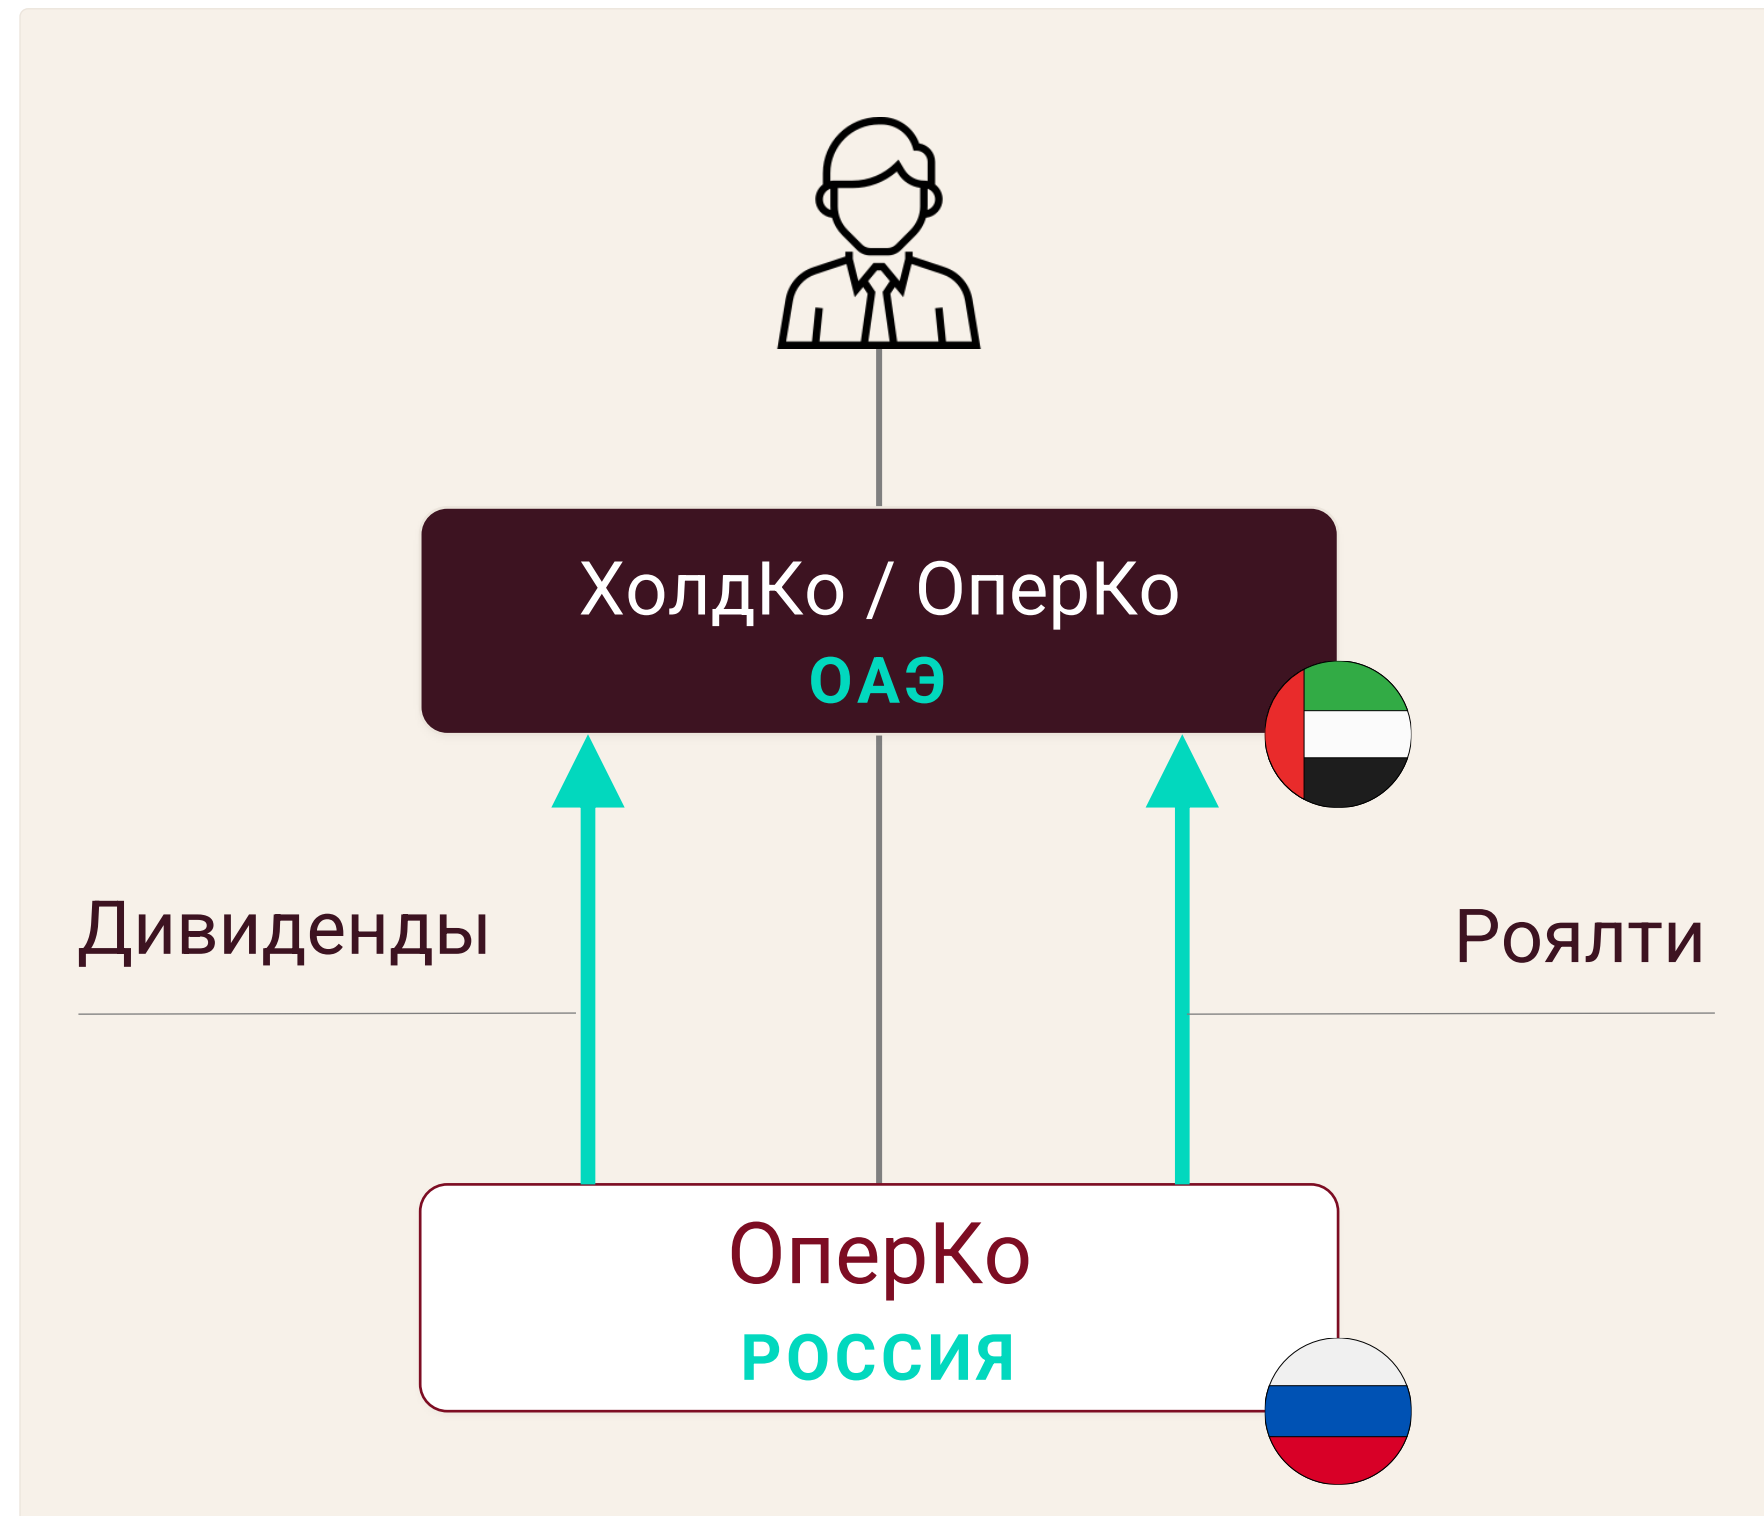 ХолдКо / ОперКо
ОАЭ
Дивиденды
Роялти
ОперКо
РОССИЯ